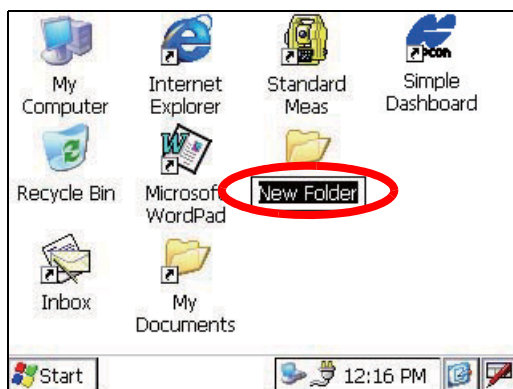 My
Computer
Internet
Explorer
Standard
Meas
Simple
Dashboard
Recycle Bin
Microsoft
WordPad
New Folder
Inbox
My
Documents
Start
12:16 PM